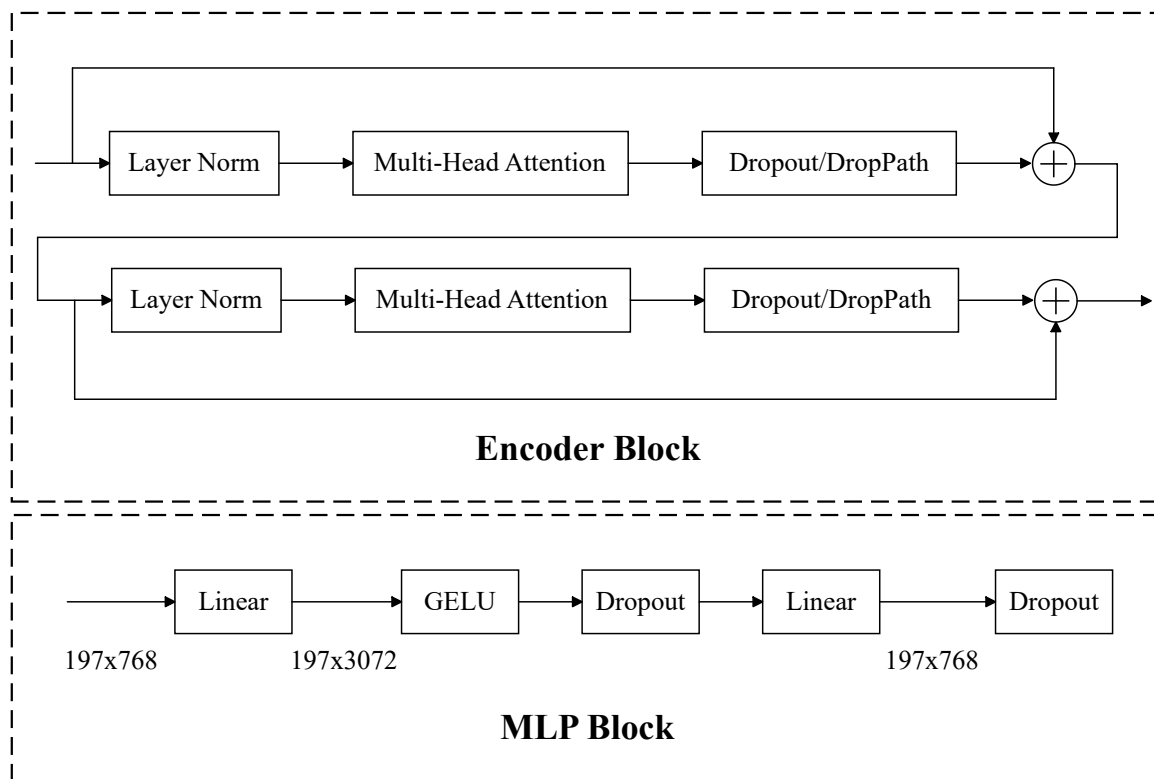 Layer Norm
Multi-Head Attention
Dropout/DropPath
Layer Norm
Multi-Head Attention
Dropout/DropPath
Encoder Block
Linear
GELU
Dropout
Linear
Dropout
197x768
197x3072
197x768
MLP Block